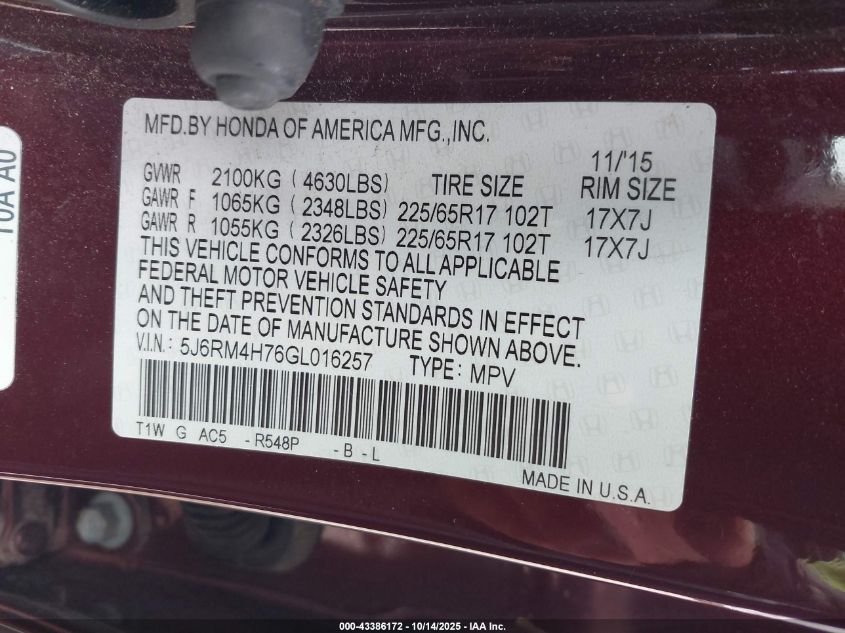 MFD.BY HONDA OF AMERICA MFG.,INC.
11/'15
GVWR 2100KG ( 4630LBS) TIRE SIZE RIM SIZE
GAWR F 1065KG ( 2348LBS) 225/65R17 102T 17X7J
GAWR R 1055KG ( 2326LBS) 225/65R17 102T 17X7J
THIS VEHICLE CONFORMS TO ALL APPLICABLE
FEDERAL MOTOR VEHICLE SAFETY
AND THEFT PREVENTION STANDARDS IN EFFECT
ON THE DATE OF MANUFACTURE SHOWN ABOVE.
V.I.N.: 5J6RM4H76GL016257 TYPE: MPV
T1W G AC5 -R548P -B -L
MADE IN U.S.A.
T0A A0
000-43386172 | 10/14/2025 - IAA Inc.